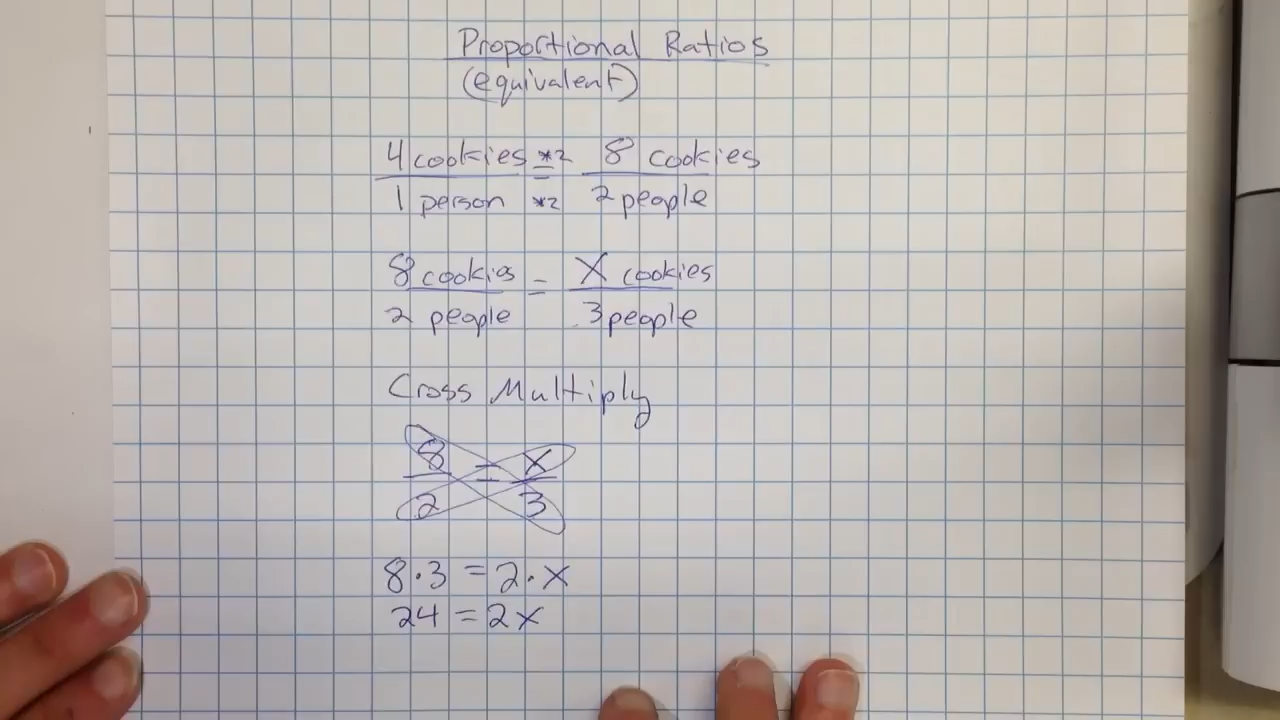 Proportional Ratios
(equivalent)
4 cookies *2 = 8 cookies
1 person *2 2 people
8 cookies = X cookies
2 people 3 people
Cross Multiply
8 = x
2 3
8·3 = 2·x
24 = 2x